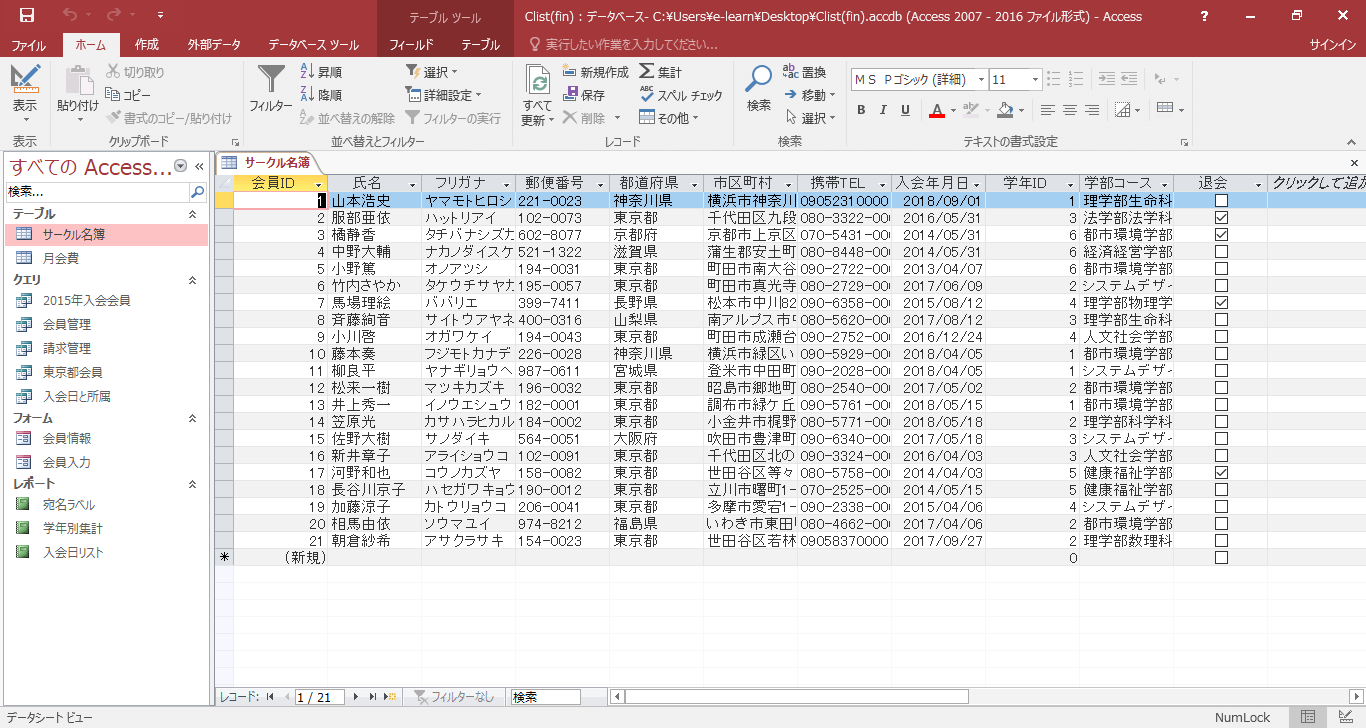 Clist(fin) : データベース- C:¥Users¥e-learn¥Desktop¥Clist(fin).accdb (Access 2007 - 2016 ファイル形式) - Access
テーブル ツール
ファイル ホーム 作成 外部データ データベース ツール フィールド テーブル 実行したい作業を入力してください... サインイン
表示 貼り付け 切り取り コピー 書式のコピー/貼り付け
フィルター 昇順 降順 並べ替えの解除 選択 詳細設定 フィルターの実行
すべて更新 新規作成 保存 削除 集計 スペル チェック その他
検索 置換 移動 選択
MS Pゴシック (詳細) 11
B I U A
表示 クリップボード 並べ替えとフィルター レコード 検索 テキストの書式設定
すべての Access...
検索...
テーブル
サークル名簿
月会費
クエリ
2015年入会会員
会員管理
請求管理
東京都会員
入会日と所属
フォーム
会員情報
会員入力
レポート
宛名ラベル
学年別集計
入会日リスト
サークル名簿
会員ID 氏名 フリガナ 郵便番号 都道府県 市区町村 携帯TEL 入会年月日 学年ID 学部コース 退会 クリックして追加
1 山本浩史 ヤマモトヒロシ 221-0023 神奈川県 横浜市神奈川 09052310000 2018/09/01 1 理学部生命科
2 服部亜依 ハットリアイ 102-0073 東京都 千代田区九段 080-3322-000 2016/05/31 3 法学部法学科
3 橘静香 タチバナシズカ 602-8077 京都府 京都市上京区 070-5431-000 2014/05/31 6 都市環境学部
4 中野大輔 ナカノダイスケ 521-1322 滋賀県 蒲生郡安土町 080-8448-000 2014/05/31 6 経済経営学部
5 小野篤 オノアツシ 194-0031 東京都 町田市南大谷 090-2722-000 2013/04/07 6 都市環境学部
6 竹内さやか タケウチサヤカ 195-0057 東京都 町田市真光寺 080-2729-000 2017/06/09 2 システムデザイ
7 馬場理絵 ババリエ 399-7411 長野県 松本市中川82 090-6358-000 2015/08/12 4 理学部物理学
8 斉藤絢音 サイトウアヤネ 400-0316 山梨県 南アルプス市 080-5620-000 2017/08/12 3 理学部生命科
9 小川啓 オガワケイ 194-0043 東京都 町田市成瀬台 090-2752-000 2016/12/24 4 人文社会学部
10 藤本奏 フジモトカナデ 226-0028 神奈川県 横浜市緑区い 090-5929-000 2018/04/05 1 都市環境学部
11 柳良平 ヤナギリョウヘ 987-0611 宮城県 登米市中田町 090-2028-000 2018/04/05 1 システムデザイ
12 松来一樹 マツキカズキ 196-0032 東京都 昭島市郷地町 080-2540-000 2017/05/02 2 都市環境学部
13 井上秀一 イノウエシュウ 182-0001 東京都 調布市緑ケ丘 090-5761-000 2018/05/15 1 都市環境学部
14 笠原光 カサハラヒカル 184-0002 東京都 小金井市梶野 080-5771-000 2018/05/18 2 理学部科学科
15 佐野大樹 サノダイキ 564-0051 大阪府 吹田市豊津町 090-6340-000 2017/05/18 3 システムデザイ
16 新井章子 アライショウコ 102-0091 東京都 千代田区北の 090-3324-000 2016/04/03 3 人文社会学部
17 河野和也 コウノカズヤ 158-0082 東京都 世田谷区等々 080-5758-000 2014/04/03 5 健康福祉学部
18 長谷川京子 ハセガワキョウ 190-0012 東京都 立川市曙町1- 070-2525-000 2014/05/15 5 健康福祉学部
19 加藤涼子 カトウリョウコ 206-0041 東京都 多摩市愛宕1- 090-2338-000 2015/04/06 4 システムデザイ
20 相馬由依 ソウマユイ 974-8212 福島県 いわき市東田 080-4662-000 2017/04/06 2 都市環境学部
21 朝倉紗希 アサクラサキ 154-0023 東京都 世田谷区若林 09058370000 2017/09/27 2 理学部数理科
* (新規) 0
レコード: 1 / 21 フィルターなし 検索
データシート ビュー NumLock